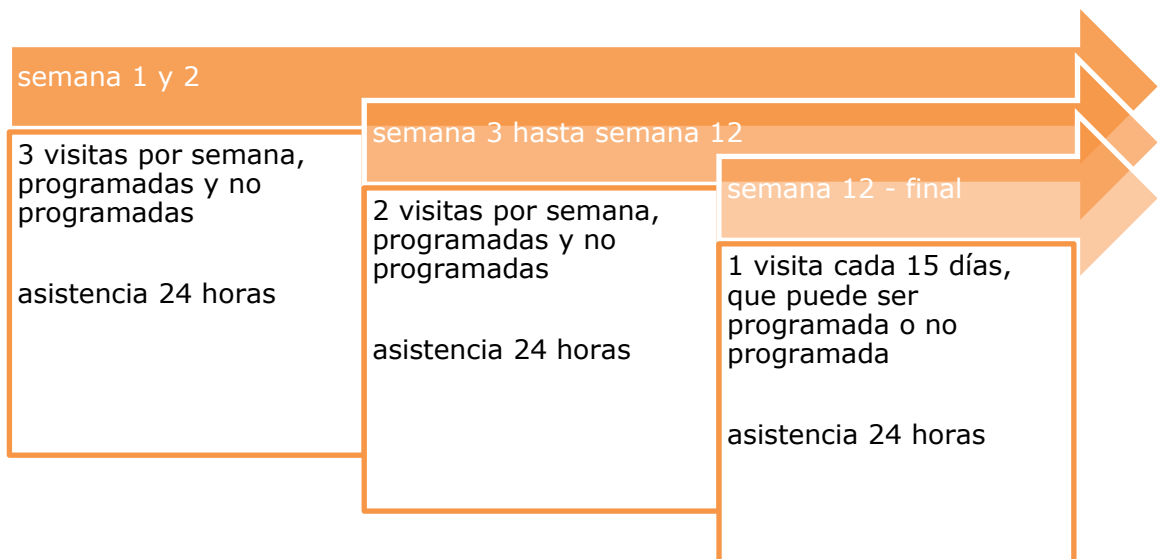 semana 1 y 2
3 visitas por semana,
programadas y no
programadas
asistencia 24 horas
semana 3 hasta semana 12
2 visitas por semana,
programadas y no
programadas
asistencia 24 horas
semana 12 - final
1 visita cada 15 días,
que puede ser
programada o no
programada
asistencia 24 horas